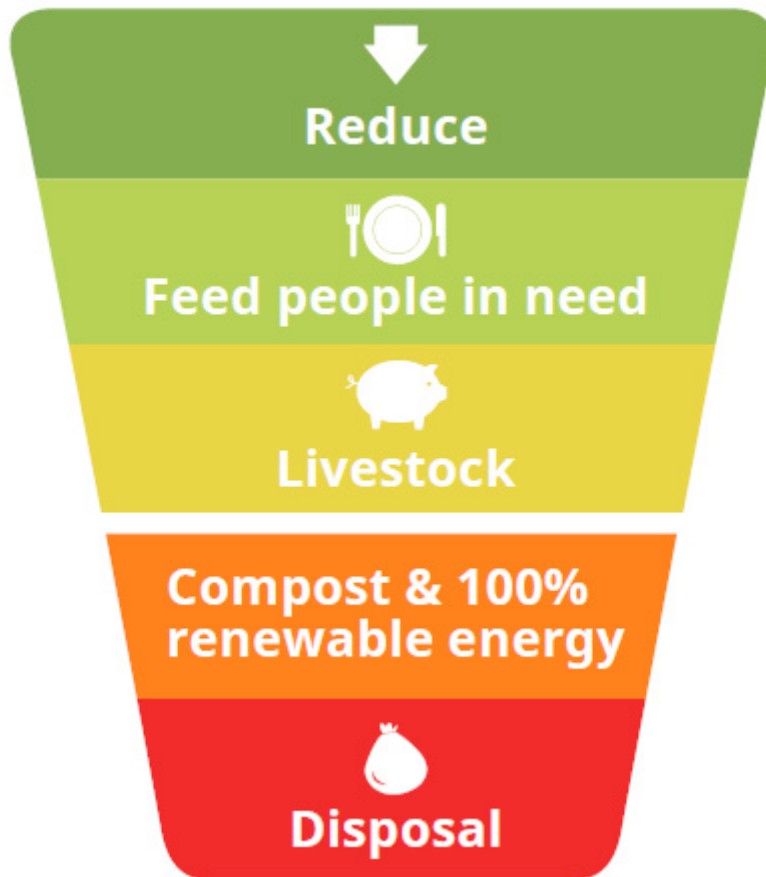 Reduce
Feed people in need
Livestock
Compost & 100%
renewable energy
Disposal